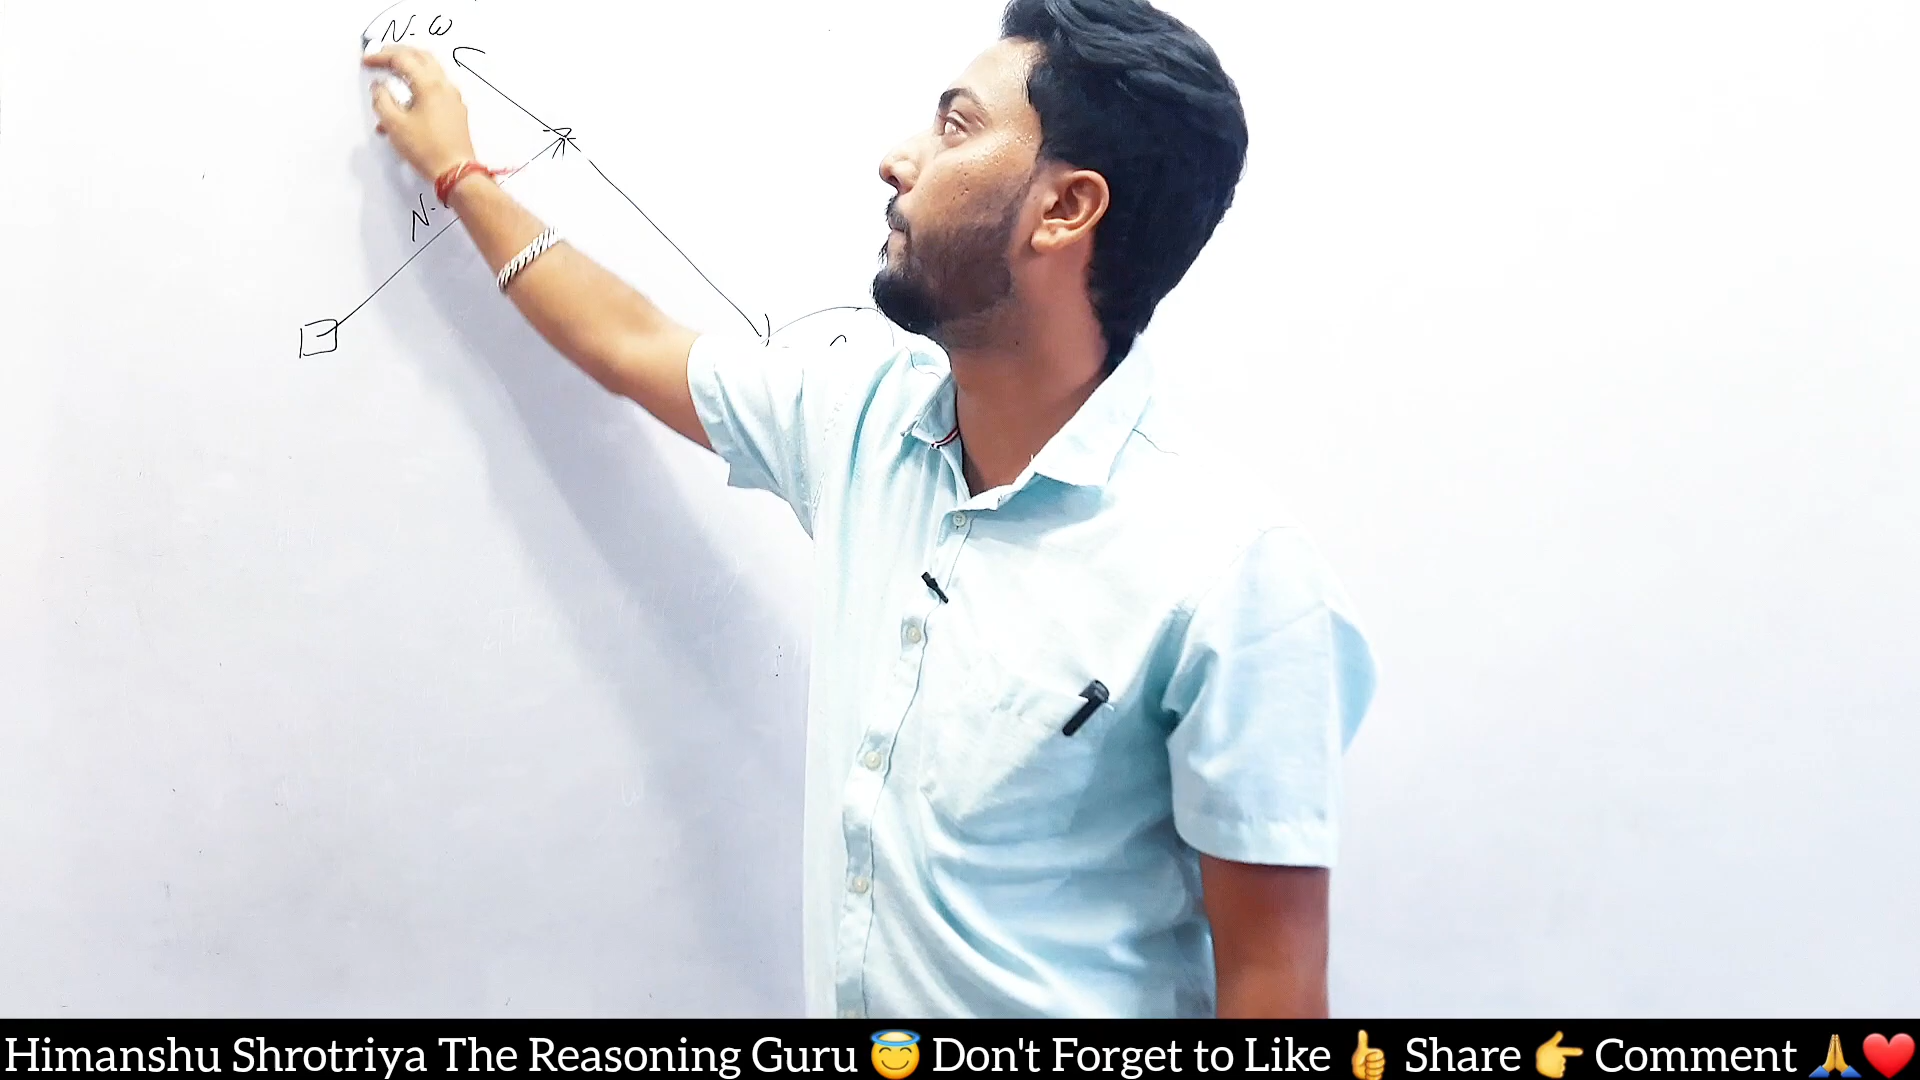 N-W
N-
Himanshu Shrotriya The Reasoning Guru 😇 Don't Forget to Like 👍 Share 👉 Comment 🙏❤️